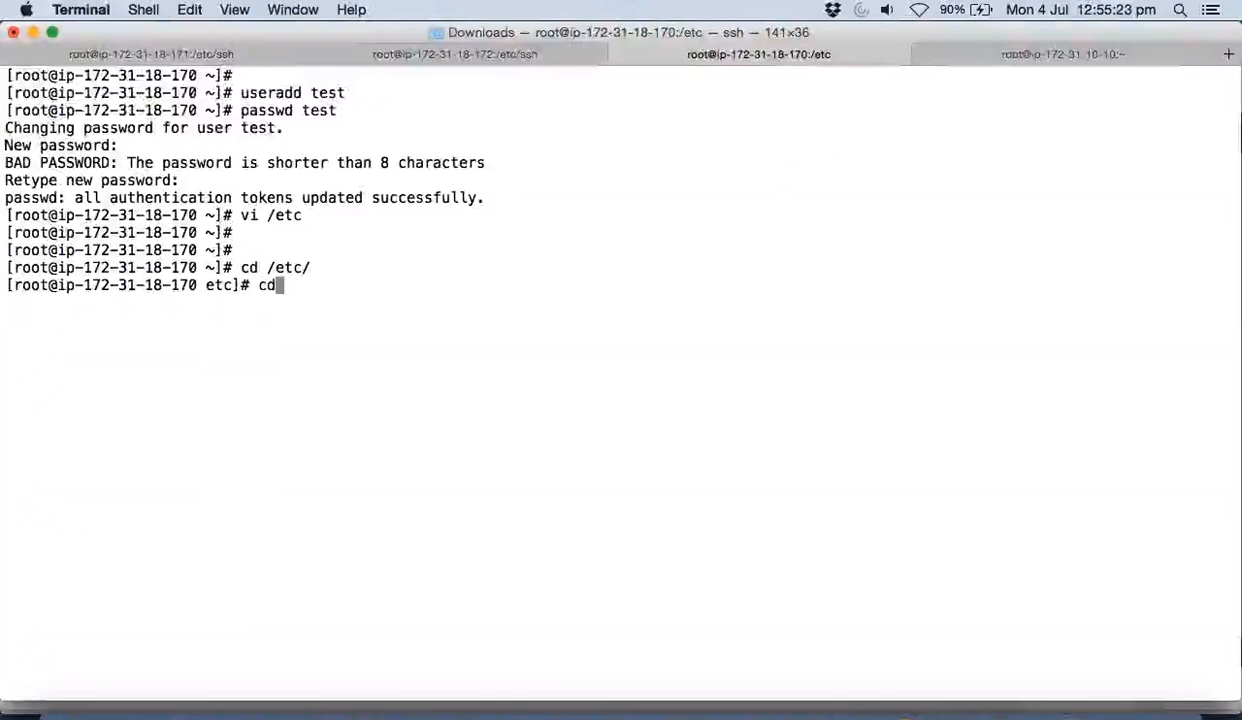 Terminal Shell Edit View Window Help 90% Mon 4 Jul 12:55:23 pm
Downloads — root@ip-172-31-18-170:/etc — ssh — 141×36
root@ip-172-31-18-171:/etc/ssh root@ip-172-31-18-172:/etc/ssh root@ip-172-31-18-170:/etc root@ip-172-31-10-10:~ +
[root@ip-172-31-18-170 ~]#
[root@ip-172-31-18-170 ~]# useradd test
[root@ip-172-31-18-170 ~]# passwd test
Changing password for user test.
New password:
BAD PASSWORD: The password is shorter than 8 characters
Retype new password:
passwd: all authentication tokens updated successfully.
[root@ip-172-31-18-170 ~]# vi /etc
[root@ip-172-31-18-170 ~]#
[root@ip-172-31-18-170 ~]#
[root@ip-172-31-18-170 ~]# cd /etc/
[root@ip-172-31-18-170 etc]# cd